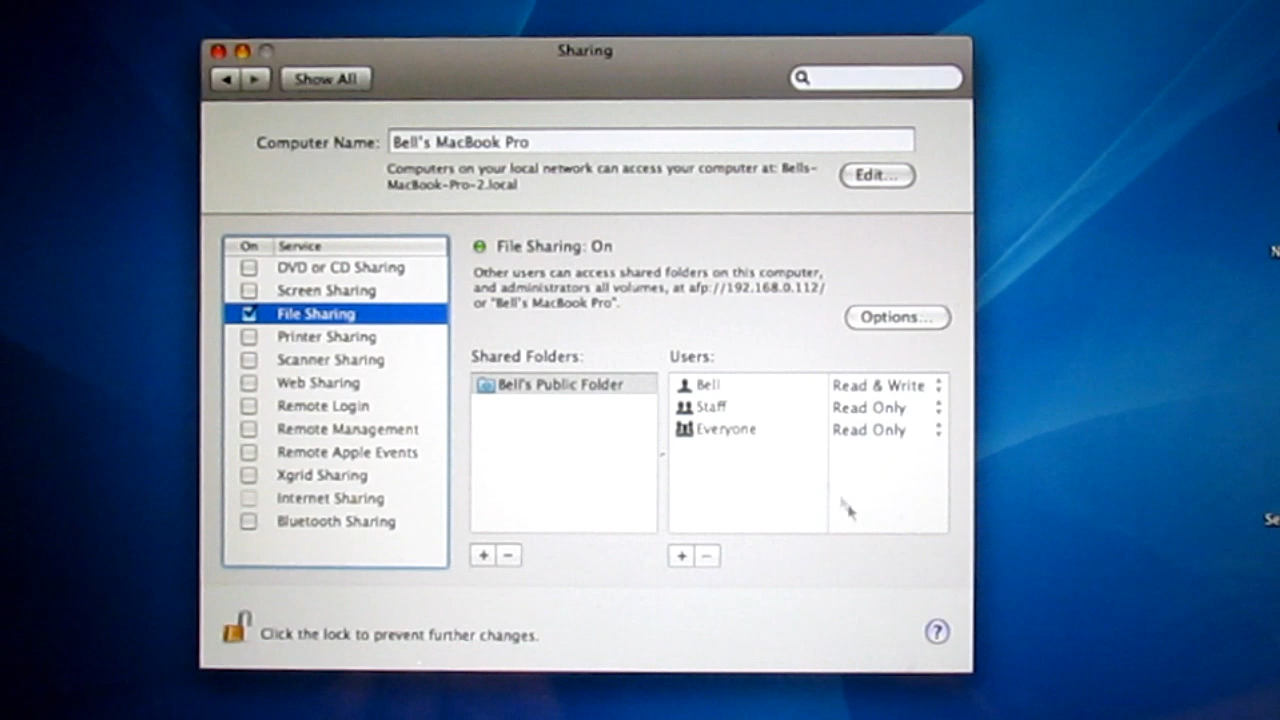 Sharing
Show All
Computer Name: Bell's MacBook Pro
Computers on your local network can access your computer at: Bells-
MacBook-Pro-2.local
Edit...
On Service
DVD or CD Sharing
Screen Sharing
File Sharing
Printer Sharing
Scanner Sharing
Web Sharing
Remote Login
Remote Management
Remote Apple Events
Xgrid Sharing
Internet Sharing
Bluetooth Sharing
File Sharing: On
Other users can access shared folders on this computer,
and administrators all volumes, at afp://192.168.0.112/
or "Bell's MacBook Pro".
Options...
Shared Folders:
Bell's Public Folder
+ −
Users:
Bell Read & Write
Staff Read Only
Everyone Read Only
+ −
Click the lock to prevent further changes.
?
N
Se